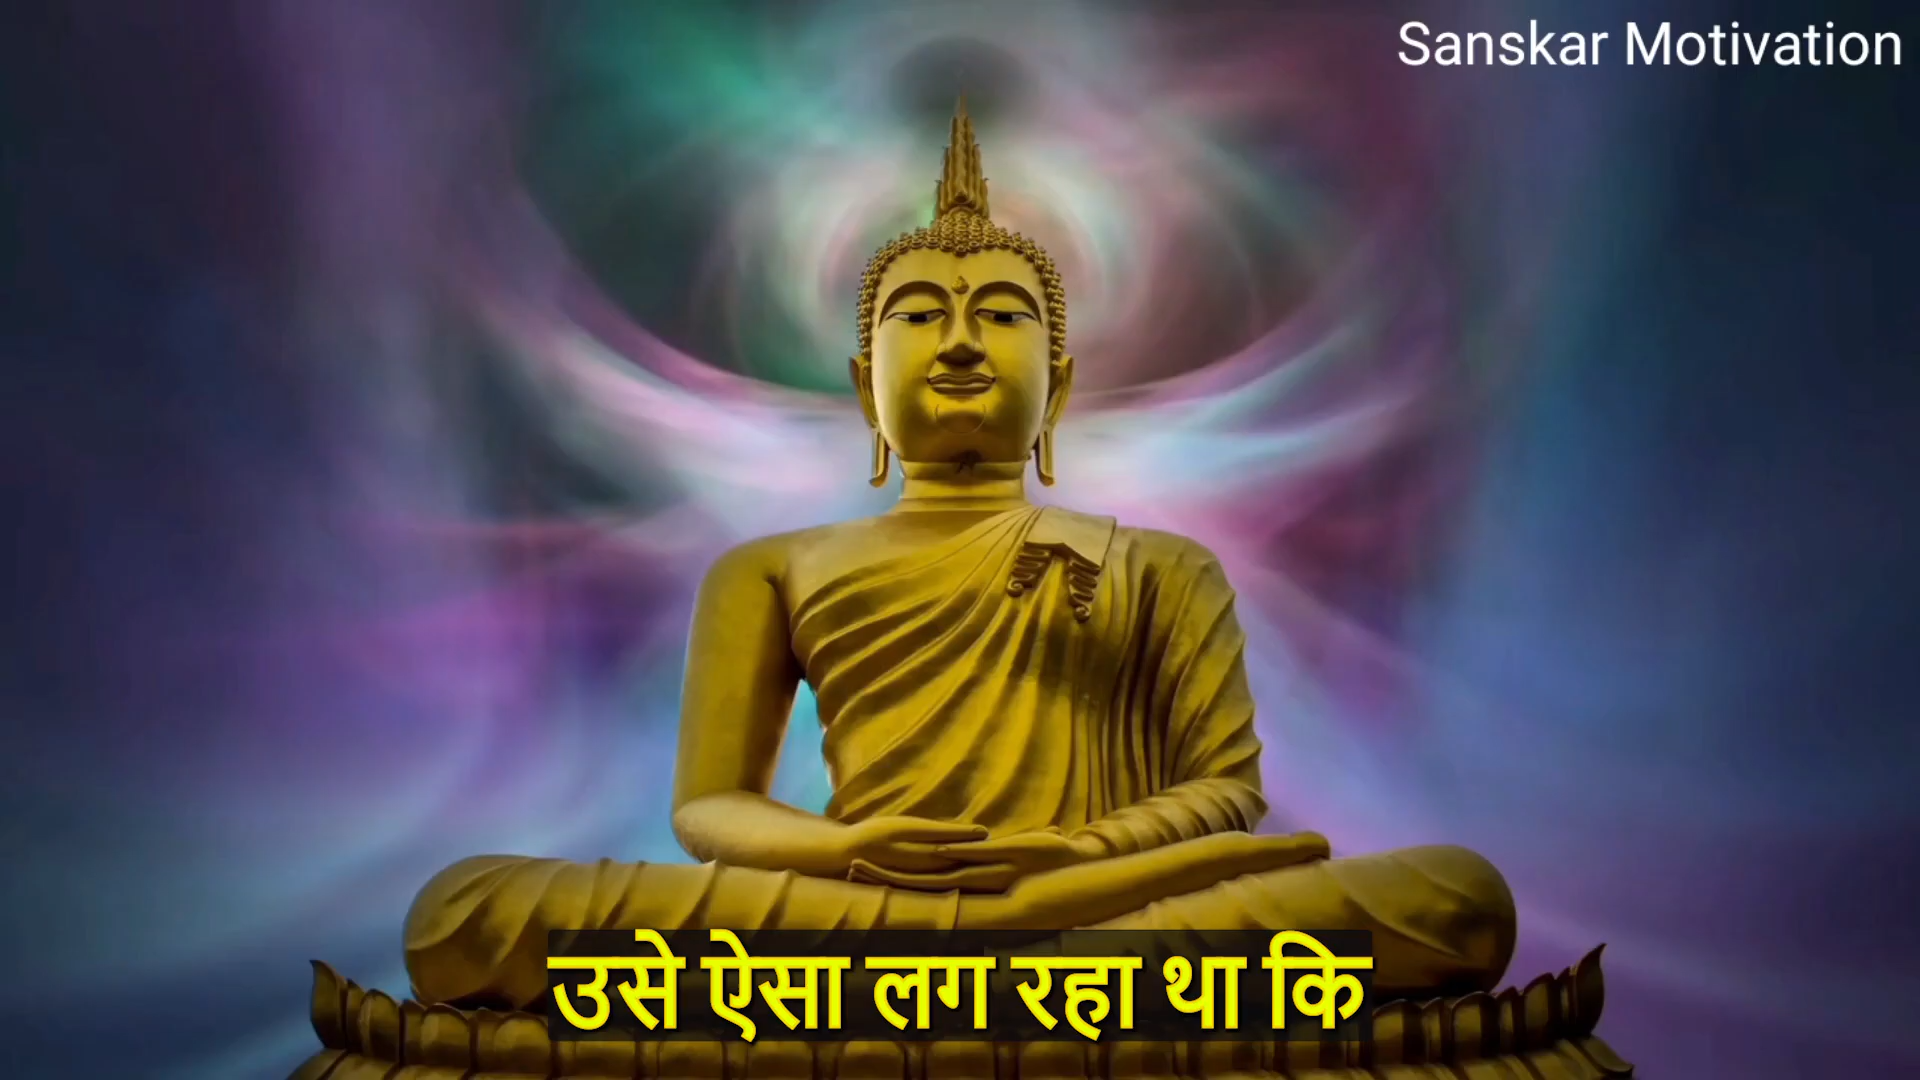 Sanskar Motivation
उसे ऐसा लग रहा था कि